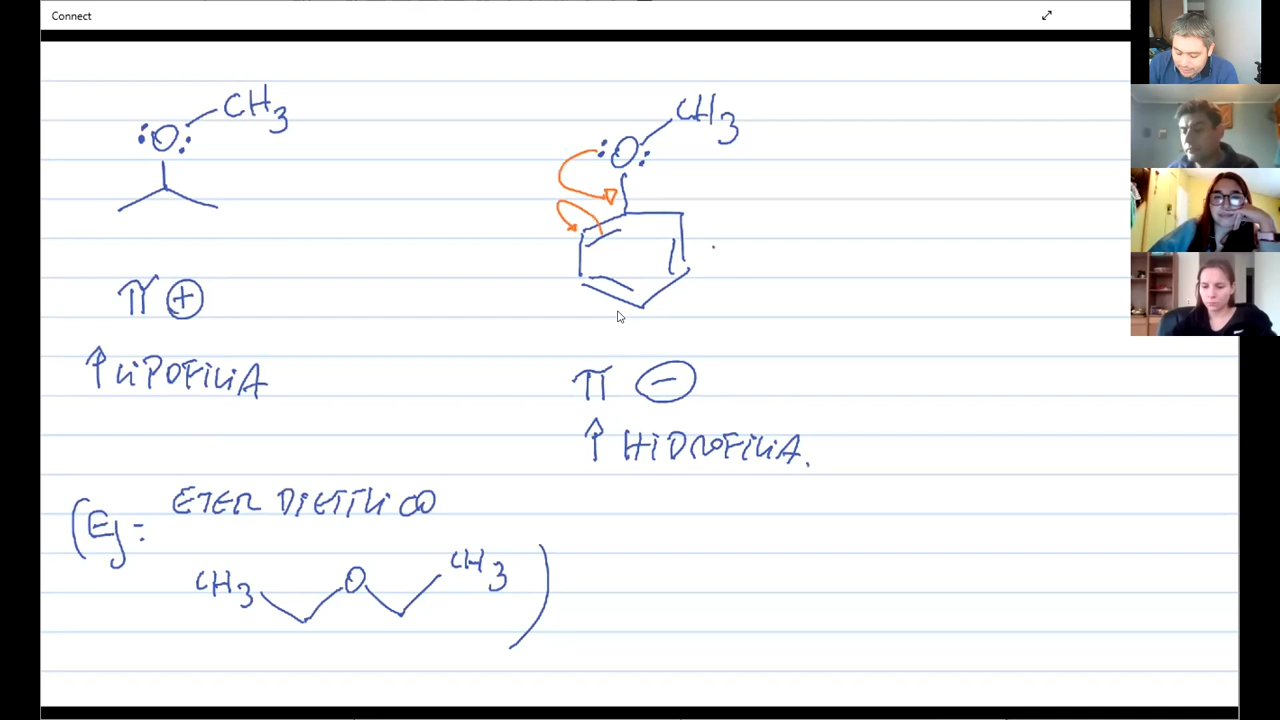 Connect
:O: CH3
:O: CH3
π ⊕
↑ LIPOFILIA
π ⊖
↑ HIDROFILIA.
(Ej: ETER DIETILICO
CH3 O CH3)